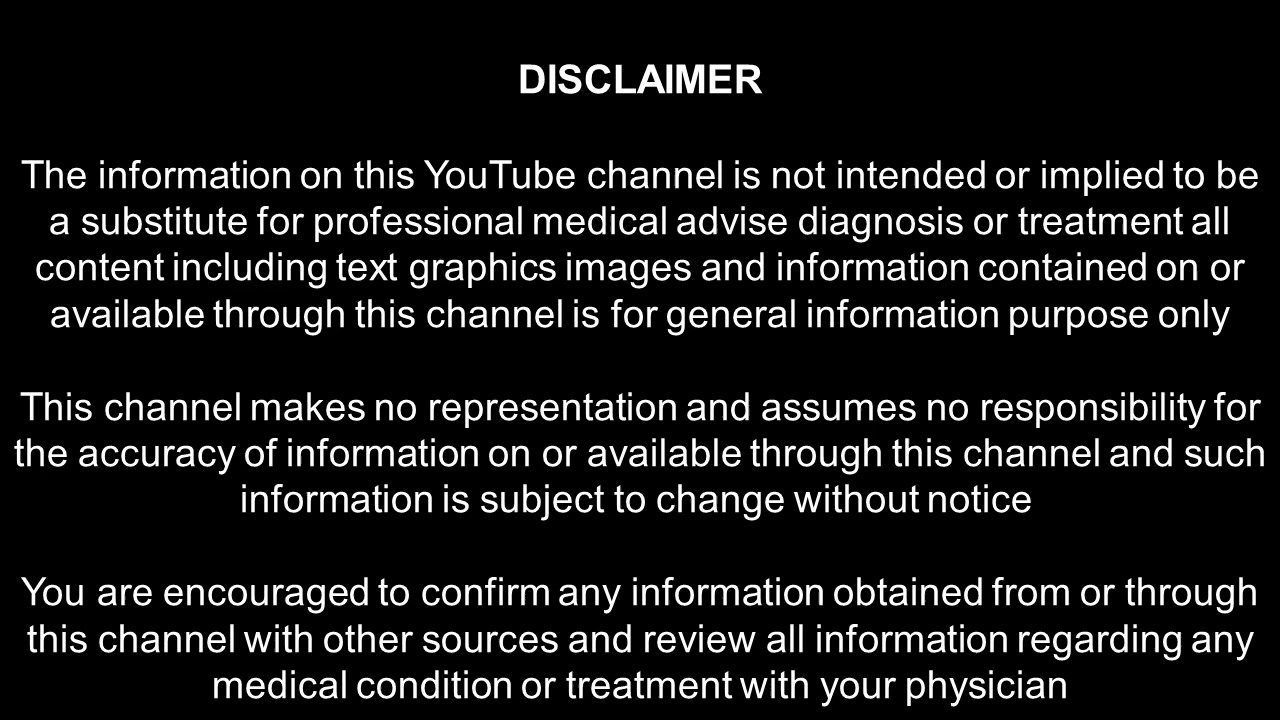 DISCLAIMER
The information on this YouTube channel is not intended or implied to be
a substitute for professional medical advise diagnosis or treatment all
content including text graphics images and information contained on or
available through this channel is for general information purpose only
This channel makes no representation and assumes no responsibility for
the accuracy of information on or available through this channel and such
information is subject to change without notice
You are encouraged to confirm any information obtained from or through
this channel with other sources and review all information regarding any
medical condition or treatment with your physician